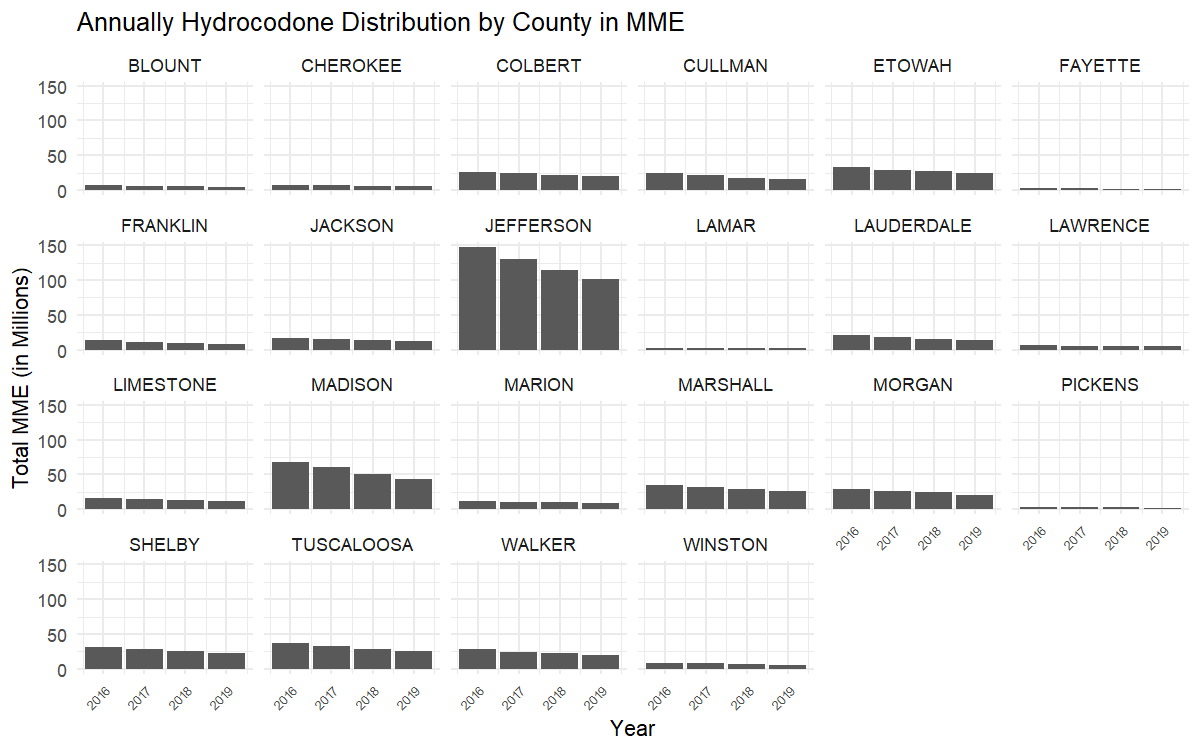 Annually Hydrocodone Distribution by County in MME
BLOUNT CHEROKEE COLBERT CULLMAN ETOWAH FAYETTE
150
100
50
0
FRANKLIN JACKSON JEFFERSON LAMAR LAUDERDALE LAWRENCE
150
100
50
0
Total MME (in Millions)
LIMESTONE MADISON MARION MARSHALL MORGAN PICKENS
150
100
50
0
2016 2017 2018 2019 2016 2017 2018 2019
SHELBY TUSCALOOSA WALKER WINSTON
150
100
50
0
2016 2017 2018 2019 2016 2017 2018 2019 2016 2017 2018 2019 2016 2017 2018 2019
Year